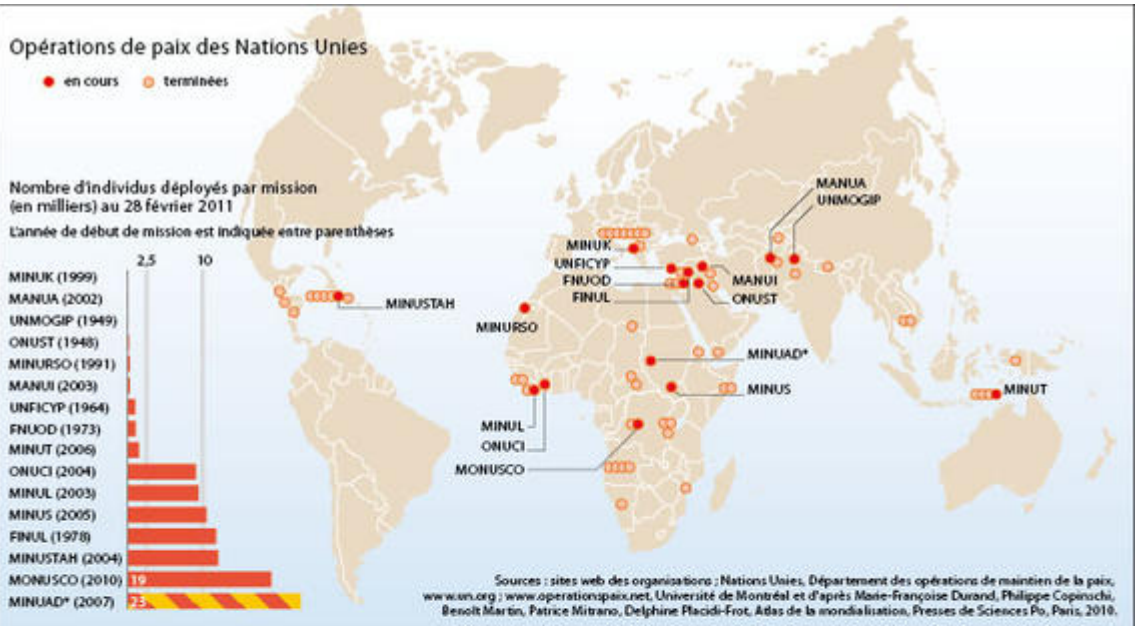 Opérations de paix des Nations Unies
en cours
terminées
Nombre d'individus déployés par mission
(en milliers) au 28 février 2011
L'année de début de mission est indiquée entre parenthèses
2,5
10
MINUK (1999)
MANUA (2002)
UNMOGIP (1949)
ONUST (1948)
MINURSO (1991)
MANUI (2003)
UNFICYP (1964)
FNUOD (1973)
MINUT (2006)
ONUCI (2004)
MINUL (2003)
MINUS (2005)
FINUL (1978)
MINUSTAH (2004)
MONUSCO (2010) 19
MINUAD* (2007) 23
MINUSTAH
MANUA
UNMOGIP
MINUK
UNFICYP
FNUOD
FINUL
MANUI
ONUST
MINURSO
MINUAD*
MINUS
MINUT
MINUL
ONUCI
MONUSCO
Sources : sites web des organisations ; Nations Unies, Département des opérations de maintien de la paix,
www.un.org ; www.operationspaix.net, Université de Montréal et d'après Marie-Françoise Durand, Philippe Copinschi,
Benoît Martin, Patrice Mitrano, Delphine Placidi-Frot, Atlas de la mondialisation, Presses de Sciences Po, Paris, 2010.